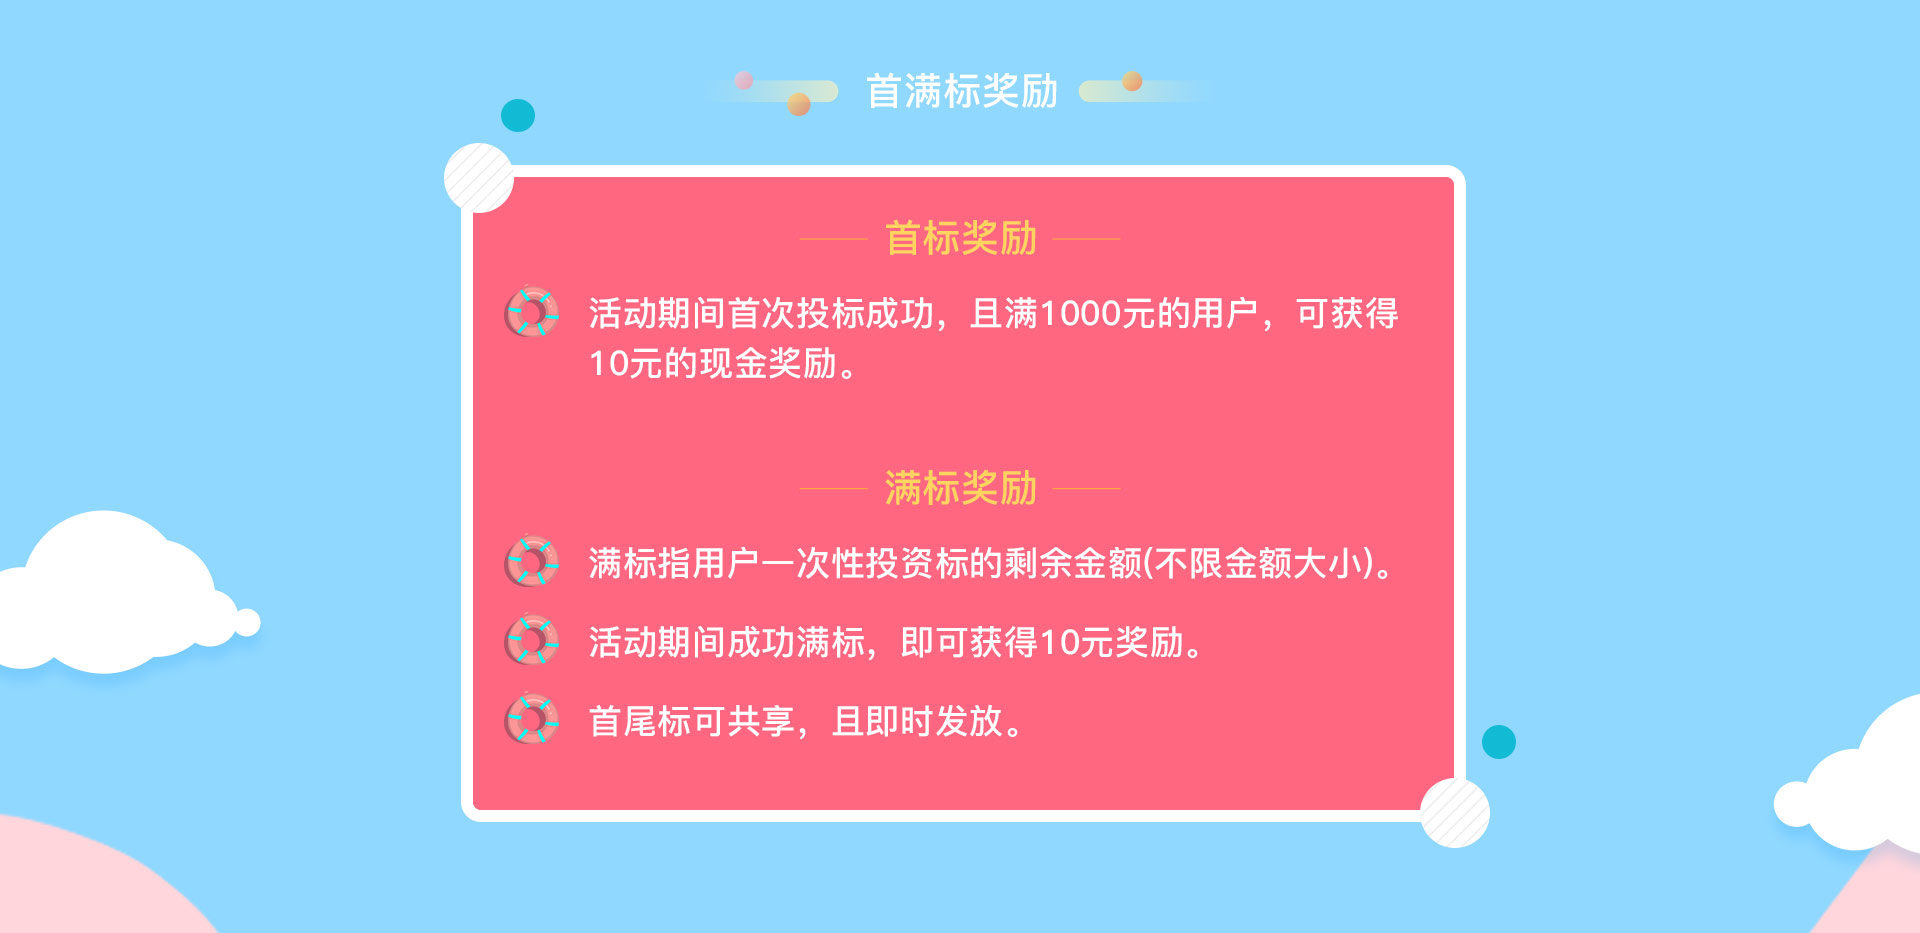 首满标奖励
首标奖励
活动期间首次投标成功，且满1000元的用户，可获得
10元的现金奖励。
满标奖励
满标指用户一次性投资标的剩余金额(不限金额大小)。
活动期间成功满标，即可获得10元奖励。
首尾标可共享，且即时发放。